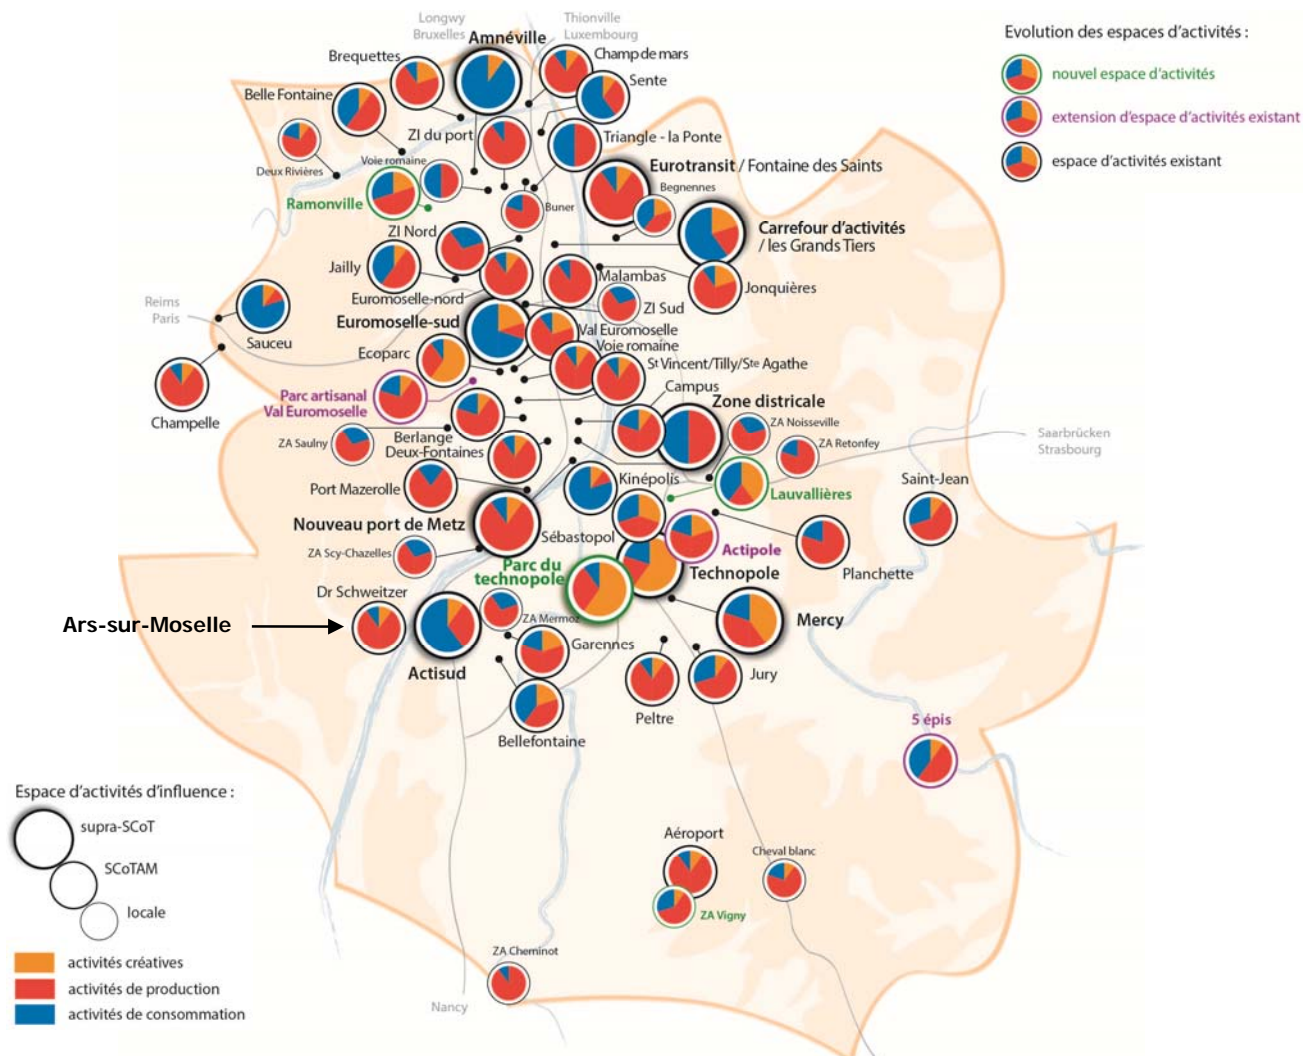 Longwy
Bruxelles
Thionville
Luxembourg
Amnéville
Brequettes
Champ de mars
Sente
Belle Fontaine
ZI du port
Triangle - la Ponte
Deux Rivières
Voie romaine
Eurotransit / Fontaine des Saints
Begnennes
Ramonville
Buner
Carrefour d'activités
/ les Grands Tiers
ZI Nord
Jailly
Malambas
Jonquières
Euromoselle-nord
ZI Sud
Reims
Paris
Sauceu
Euromoselle-sud
Val Euromoselle
Voie romaine
Ecoparc
St Vincent/Tilly/Ste Agathe
Campus
Parc artisanal
Val Euromoselle
Champelle
Zone districale
ZA Noisseville
ZA Saulny
Berlange
Deux-Fontaines
ZA Retonfey
Saarbrücken
Strasbourg
Port Mazerolle
Kinépolis
Lauvallières
Saint-Jean
Nouveau port de Metz
Sébastopol
ZA Scy-Chazelles
Actipole
Parc du
technopole
Technopole
Planchette
Dr Schweitzer
Ars-sur-Moselle
ZA Mermoz
Mercy
Garennes
Actisud
Jury
Peltre
Bellefontaine
5 épis
Aéroport
Cheval blanc
ZA Vigny
ZA Cheminot
Nancy
Evolution des espaces d'activités :
nouvel espace d'activités
extension d'espace d'activités existant
espace d'activités existant
Espace d'activités d'influence :
supra-SCoT
SCoTAM
locale
activités créatives
activités de production
activités de consommation